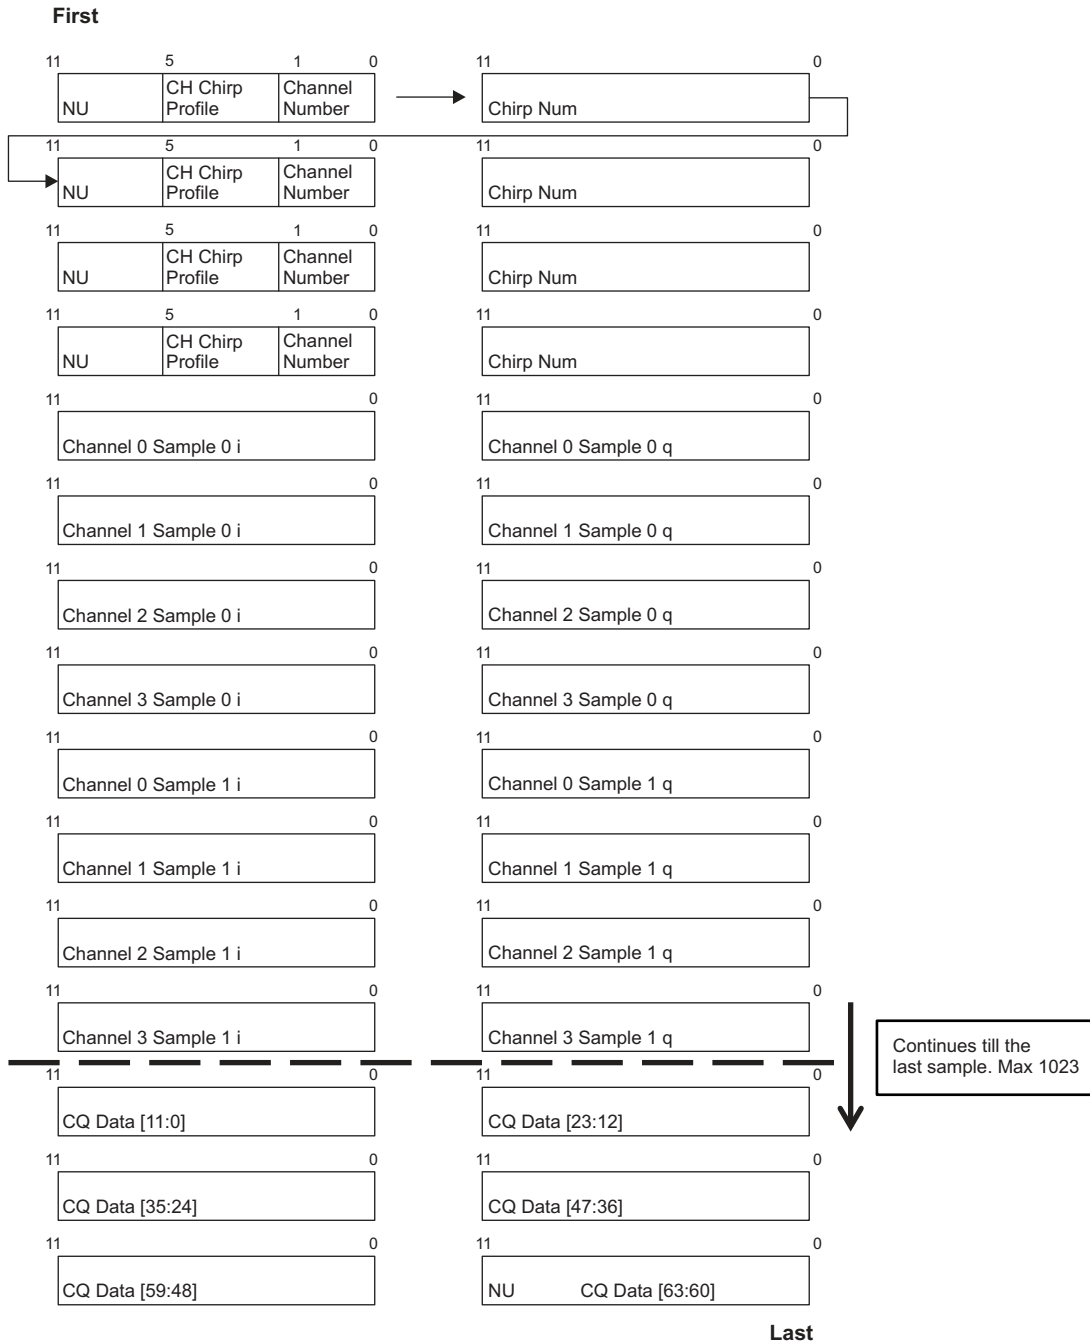 First
11 5 1 0 11 0
NU CH Chirp Profile Channel Number Chirp Num
11 5 1 0 11 0
NU CH Chirp Profile Channel Number Chirp Num
11 5 1 0 11 0
NU CH Chirp Profile Channel Number Chirp Num
11 5 1 0 11 0
NU CH Chirp Profile Channel Number Chirp Num
11 0 11 0
Channel 0 Sample 0 i Channel 0 Sample 0 q
11 0 11 0
Channel 1 Sample 0 i Channel 1 Sample 0 q
11 0 11 0
Channel 2 Sample 0 i Channel 2 Sample 0 q
11 0 11 0
Channel 3 Sample 0 i Channel 3 Sample 0 q
11 0 11 0
Channel 0 Sample 1 i Channel 0 Sample 1 q
11 0 11 0
Channel 1 Sample 1 i Channel 1 Sample 1 q
11 0 11 0
Channel 2 Sample 1 i Channel 2 Sample 1 q
11 0 11 0
Channel 3 Sample 1 i Channel 3 Sample 1 q
Continues till the
last sample. Max 1023
11 0 11 0
CQ Data [11:0] CQ Data [23:12]
11 0 11 0
CQ Data [35:24] CQ Data [47:36]
11 0 11 0
CQ Data [59:48] NU CQ Data [63:60]
Last